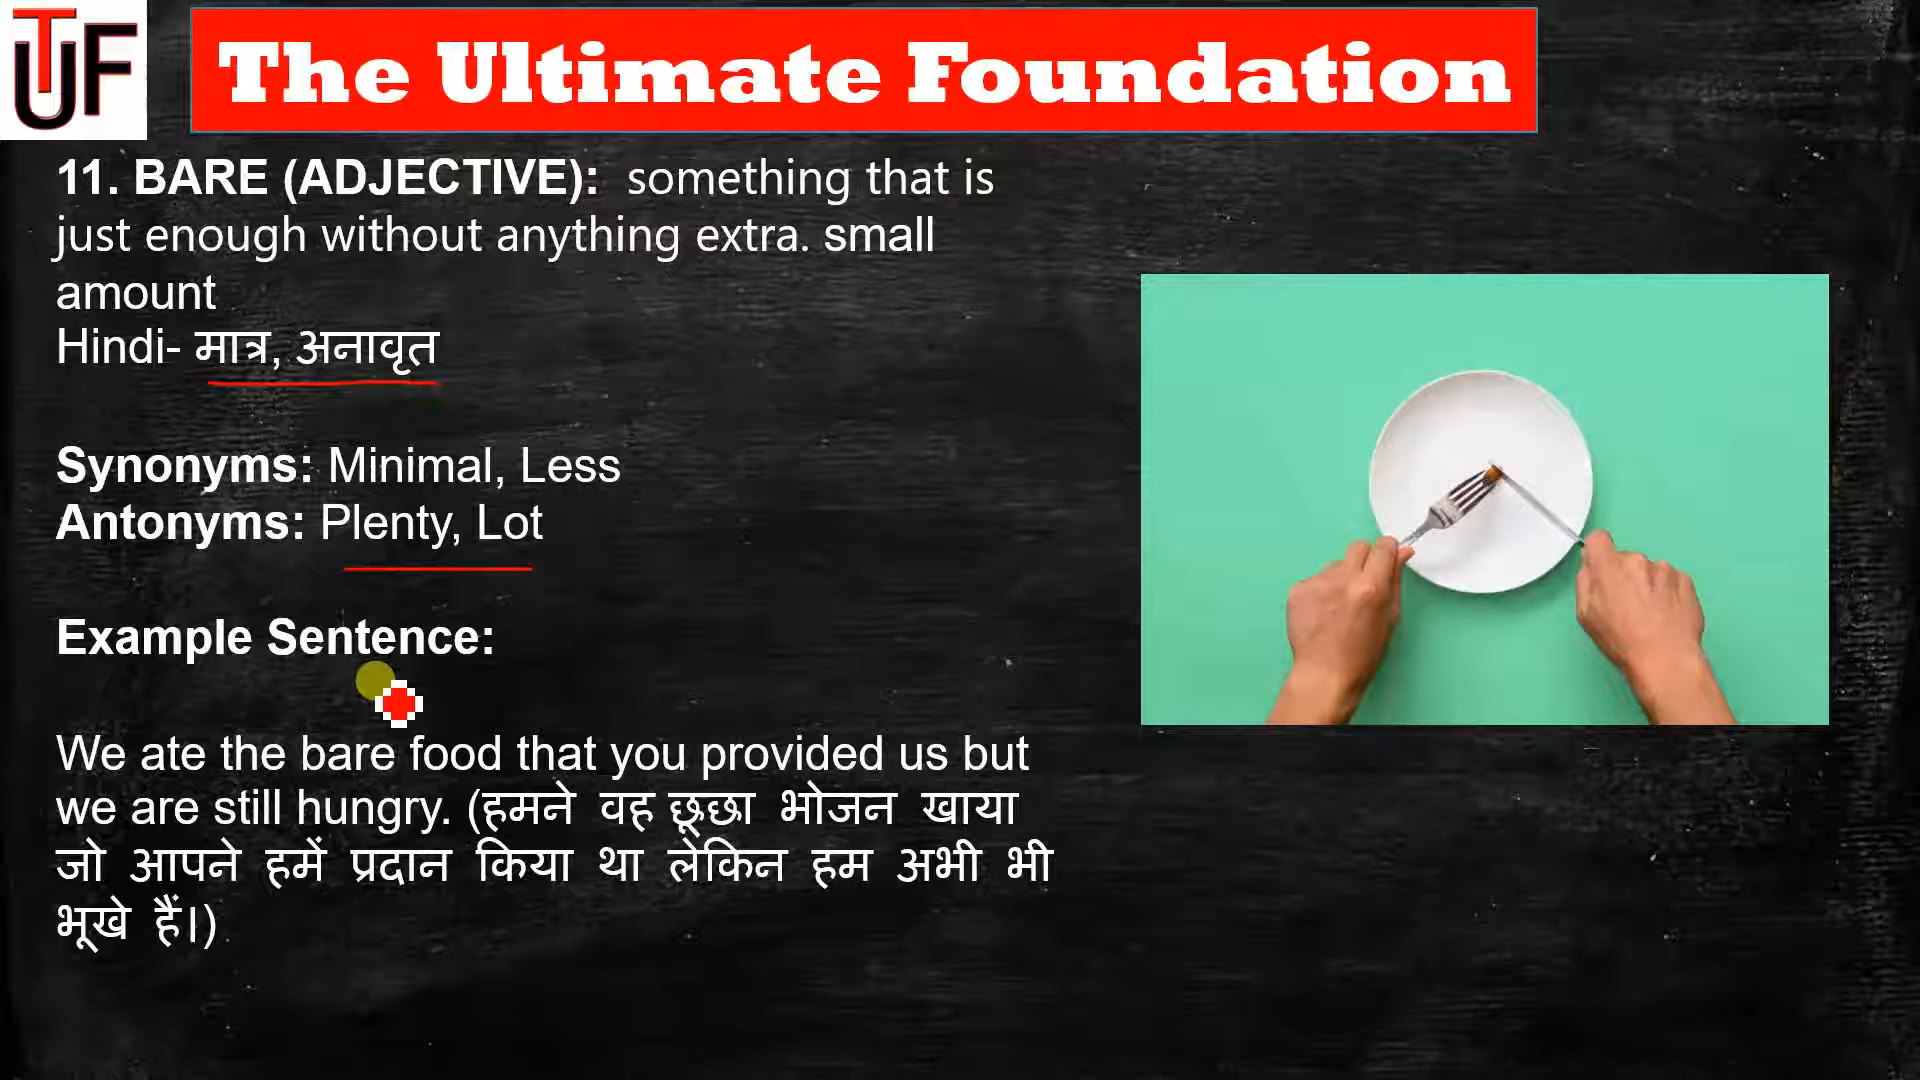 TUF
The Ultimate Foundation
11. BARE (ADJECTIVE): something that is
just enough without anything extra. small
amount
Hindi- मात्र, अनावृत
Synonyms: Minimal, Less
Antonyms: Plenty, Lot
Example Sentence:
We ate the bare food that you provided us but
we are still hungry. (हमने वह छूछा भोजन खाया
जो आपने हमें प्रदान किया था लेकिन हम अभी भी
भूखे हैं।)